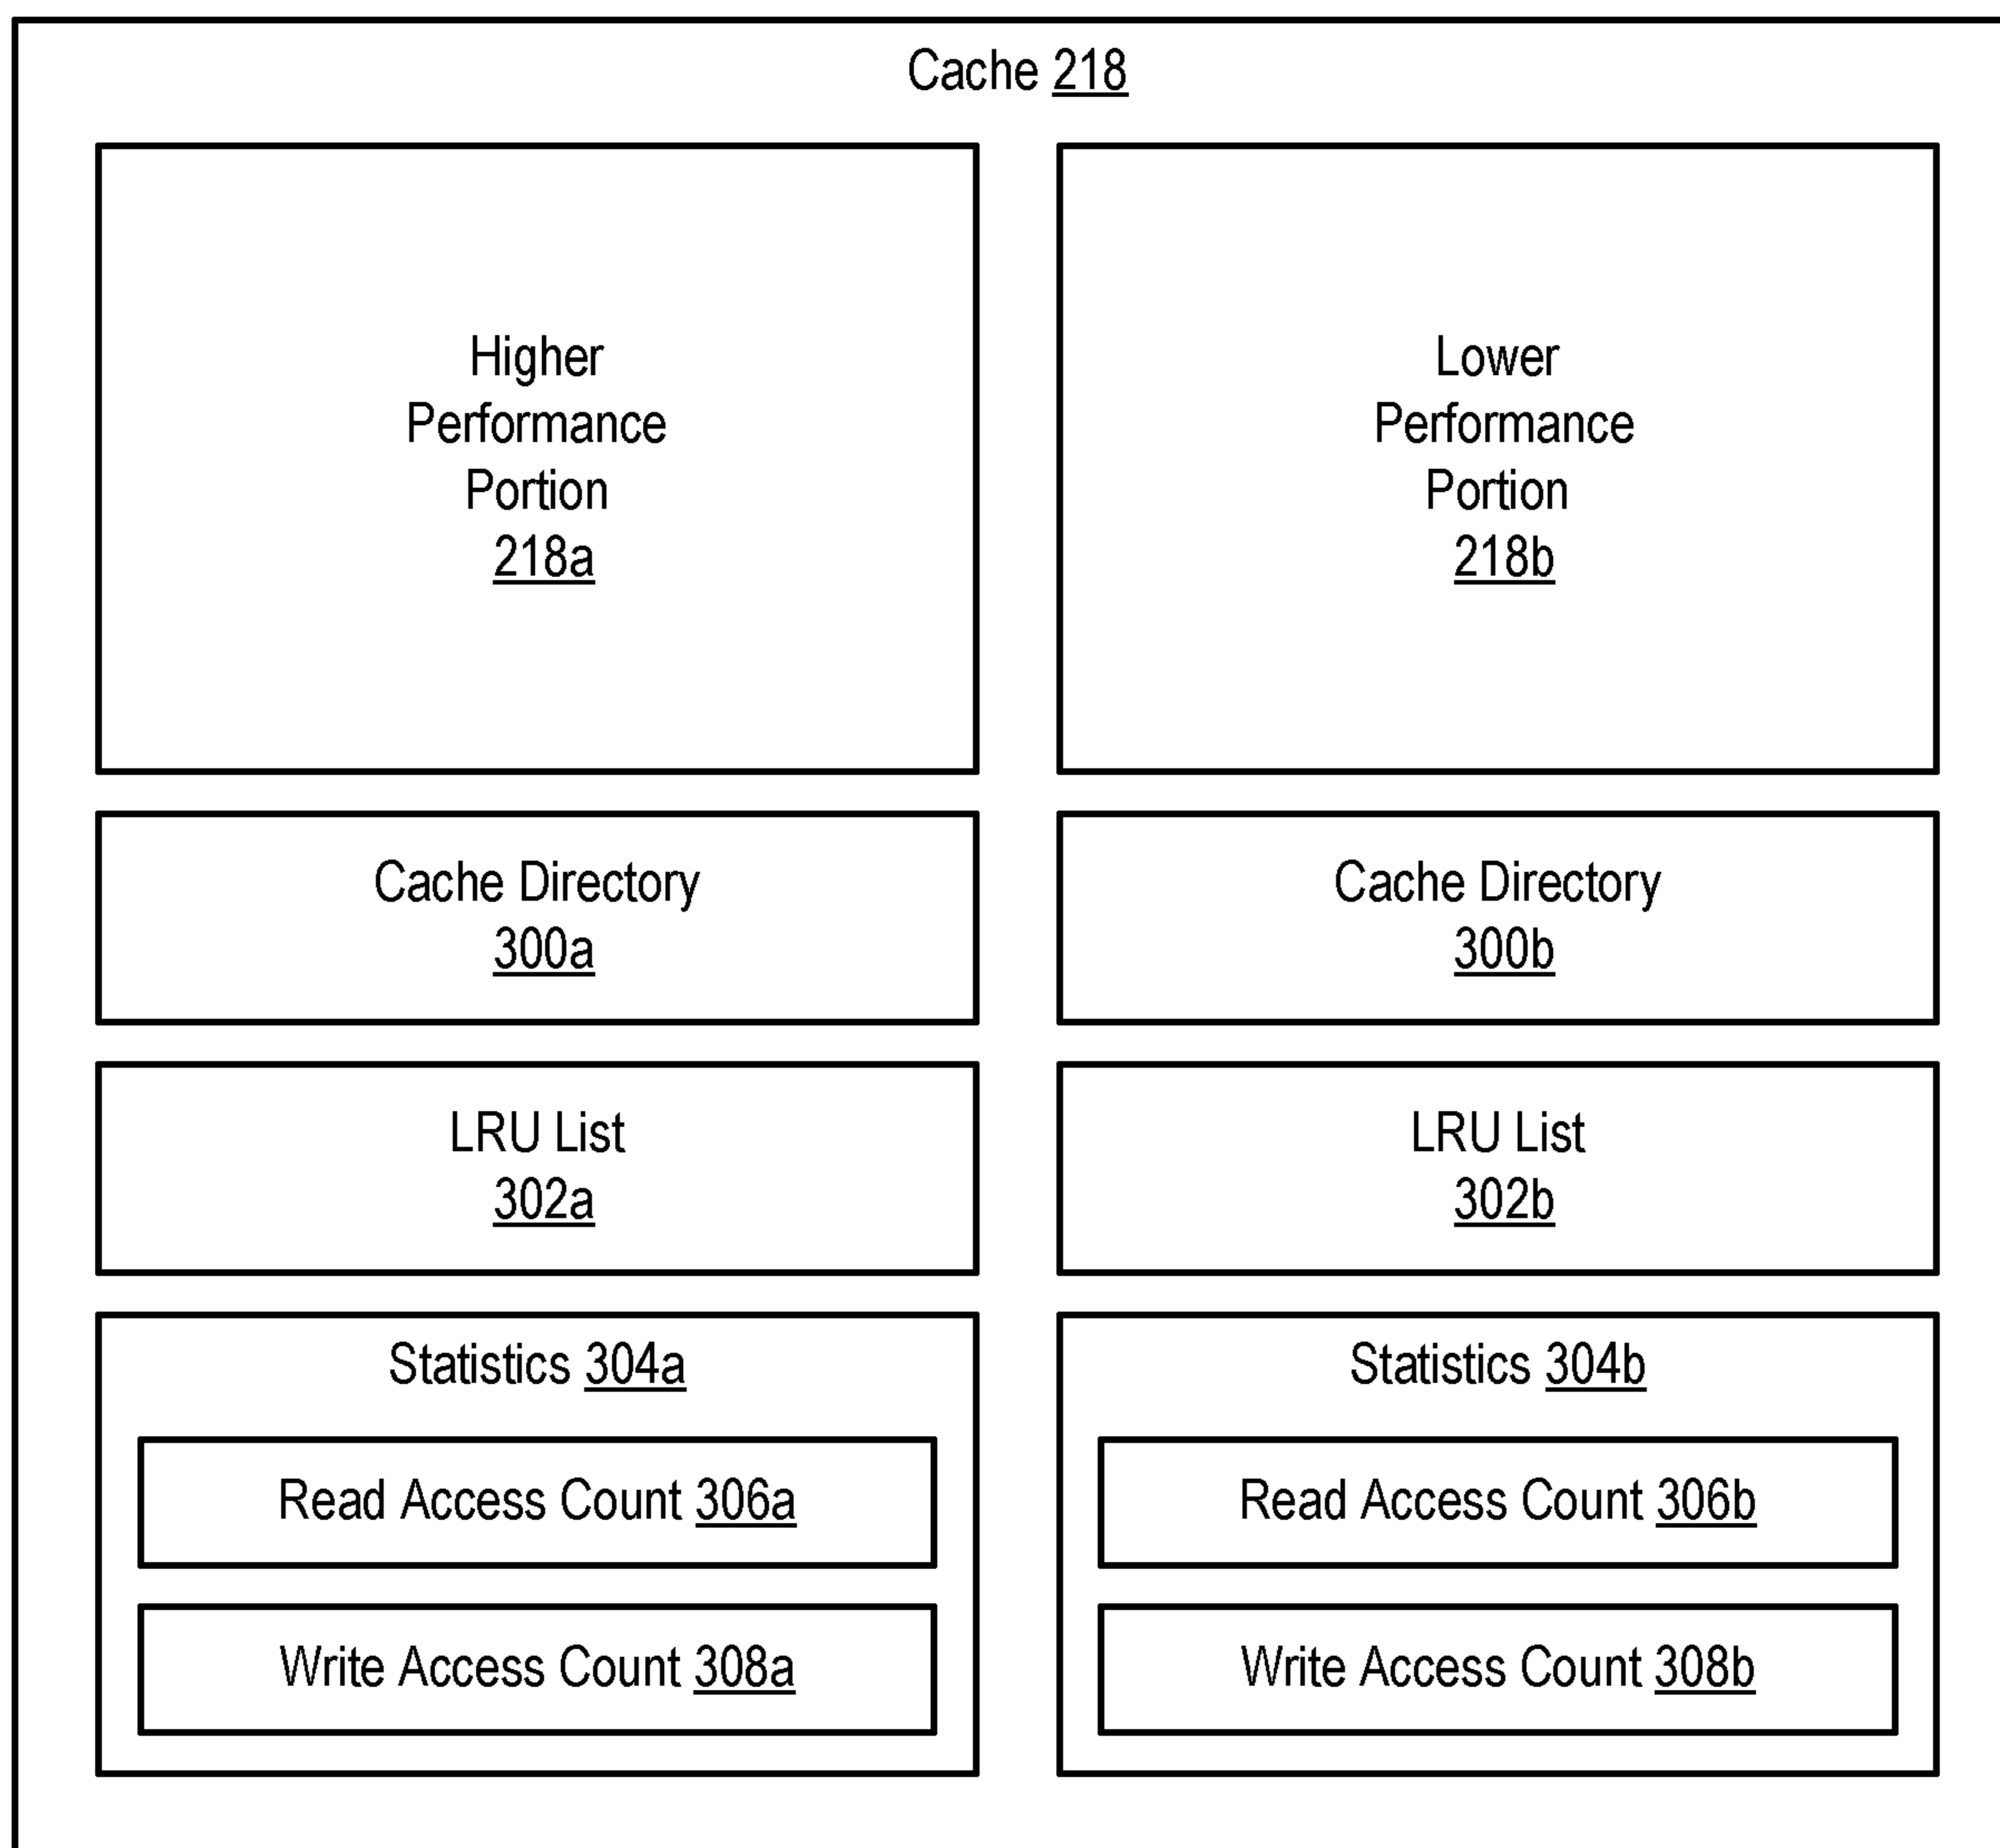 Cache 218
Higher
Performance
Portion
218a
Lower
Performance
Portion
218b
Cache Directory
300a
Cache Directory
300b
LRU List
302a
LRU List
302b
Statistics 304a
Read Access Count 306a
Write Access Count 308a
Statistics 304b
Read Access Count 306b
Write Access Count 308b